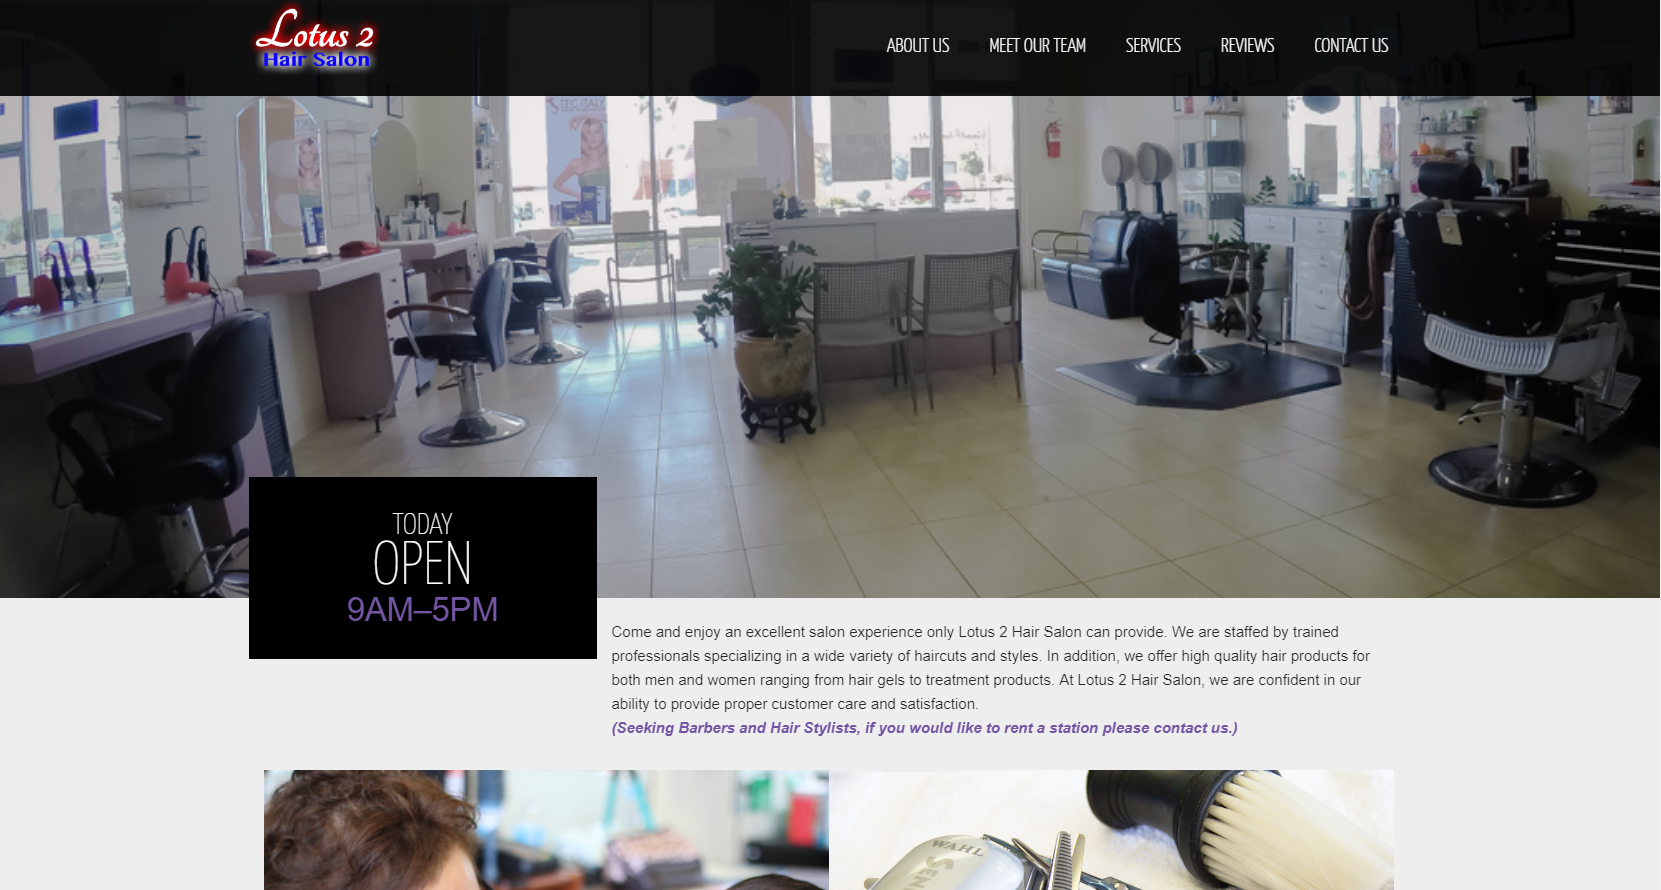 Lotus 2
Hair Salon
ABOUT US
MEET OUR TEAM
SERVICES
REVIEWS
CONTACT US
TEC ITALY
TODAY
OPEN
9AM–5PM
Come and enjoy an excellent salon experience only Lotus 2 Hair Salon can provide. We are staffed by trained
professionals specializing in a wide variety of haircuts and styles. In addition, we offer high quality hair products for
both men and women ranging from hair gels to treatment products. At Lotus 2 Hair Salon, we are confident in our
ability to provide proper customer care and satisfaction.
(Seeking Barbers and Hair Stylists, if you would like to rent a station please contact us.)
WAHL